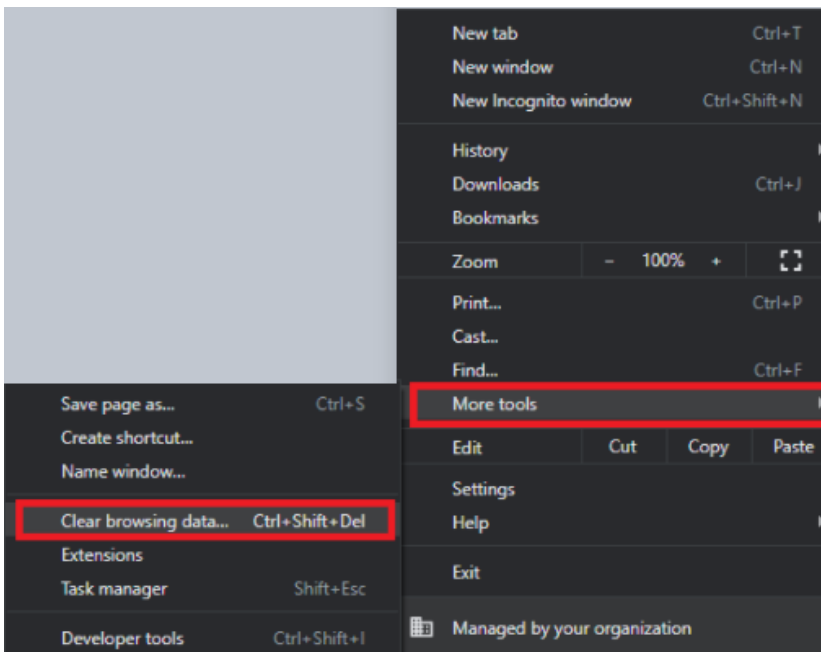 New tab Ctrl+T
New window Ctrl+N
New Incognito window Ctrl+Shift+N
History
Downloads Ctrl+J
Bookmarks
Zoom - 100% +
Print... Ctrl+P
Cast...
Find... Ctrl+F
More tools
Edit Cut Copy Paste
Settings
Help
Exit
Managed by your organization
Save page as... Ctrl+S
Create shortcut...
Name window...
Clear browsing data... Ctrl+Shift+Del
Extensions
Task manager Shift+Esc
Developer tools Ctrl+Shift+I